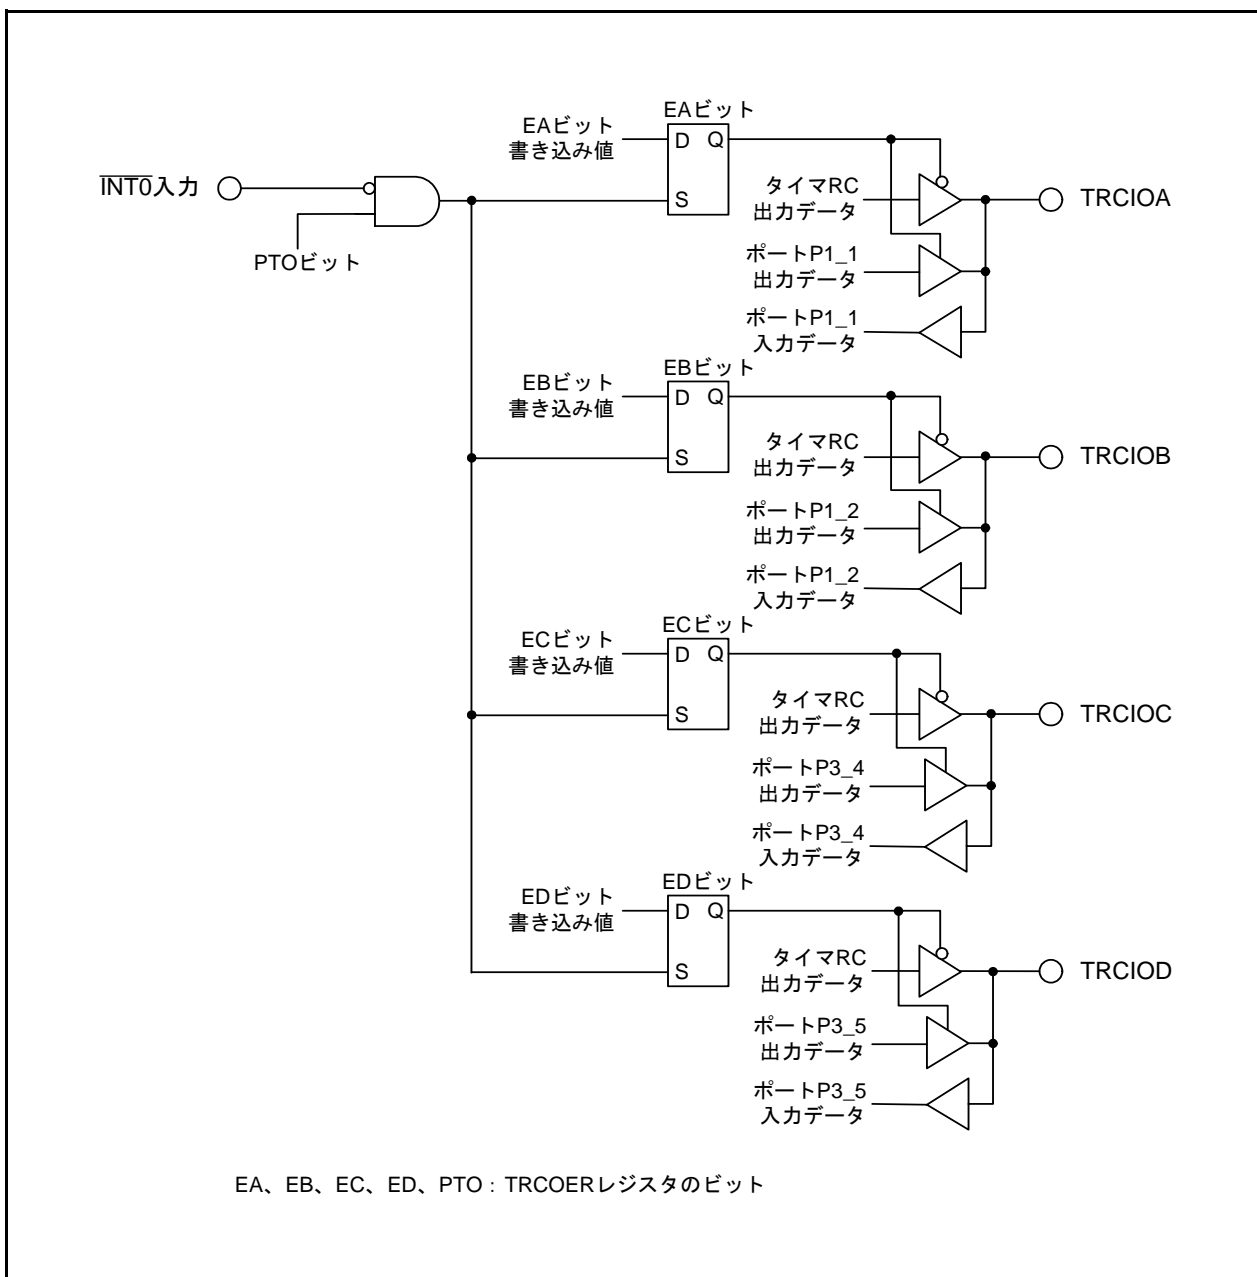 EAビット
EAビット
書き込み値
D Q
S
INT0入力
PTOビット
タイマRC
出力データ
TRCIOA
ポートP1_1
出力データ
ポートP1_1
入力データ
EBビット
EBビット
書き込み値
D Q
S
タイマRC
出力データ
TRCIOB
ポートP1_2
出力データ
ポートP1_2
入力データ
ECビット
ECビット
書き込み値
D Q
S
タイマRC
出力データ
TRCIOC
ポートP3_4
出力データ
ポートP3_4
入力データ
EDビット
EDビット
書き込み値
D Q
S
タイマRC
出力データ
TRCIOD
ポートP3_5
出力データ
ポートP3_5
入力データ
EA、EB、EC、ED、PTO：TRCOERレジスタのビット